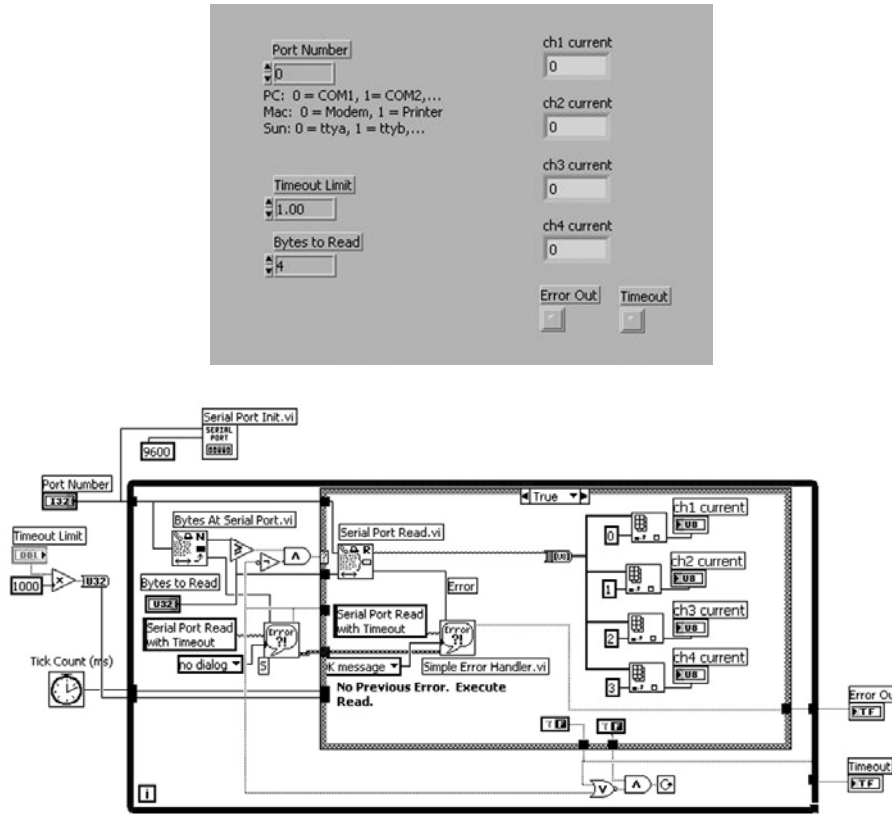 Port Number
0
PC: 0 = COM1, 1= COM2,...
Mac: 0 = Modem, 1 = Printer
Sun: 0 = ttya, 1 = ttyb,...
Timeout Limit
1.00
Bytes to Read
4
ch1 current
0
ch2 current
0
ch3 current
0
ch4 current
0
Error Out
Timeout
Serial Port Init.vi
SERIAL
PORT
9600
Port Number
I32
Timeout Limit
DBL
1000
U32
Tick Count (ms)
Bytes At Serial Port.vi
N
Bytes to Read
U32
Serial Port Read
with Timeout
no dialog
Error
?!
5
True
Serial Port Read.vi
R
Error
Serial Port Read
with Timeout
Error
?!
K message
Simple Error Handler.vi
No Previous Error. Execute
Read.
[U8]
0
ch1 current
U8
1
ch2 current
U8
2
ch3 current
U8
3
ch4 current
U8
T F
T F
Error Ou
TF
Timeout
TF
i